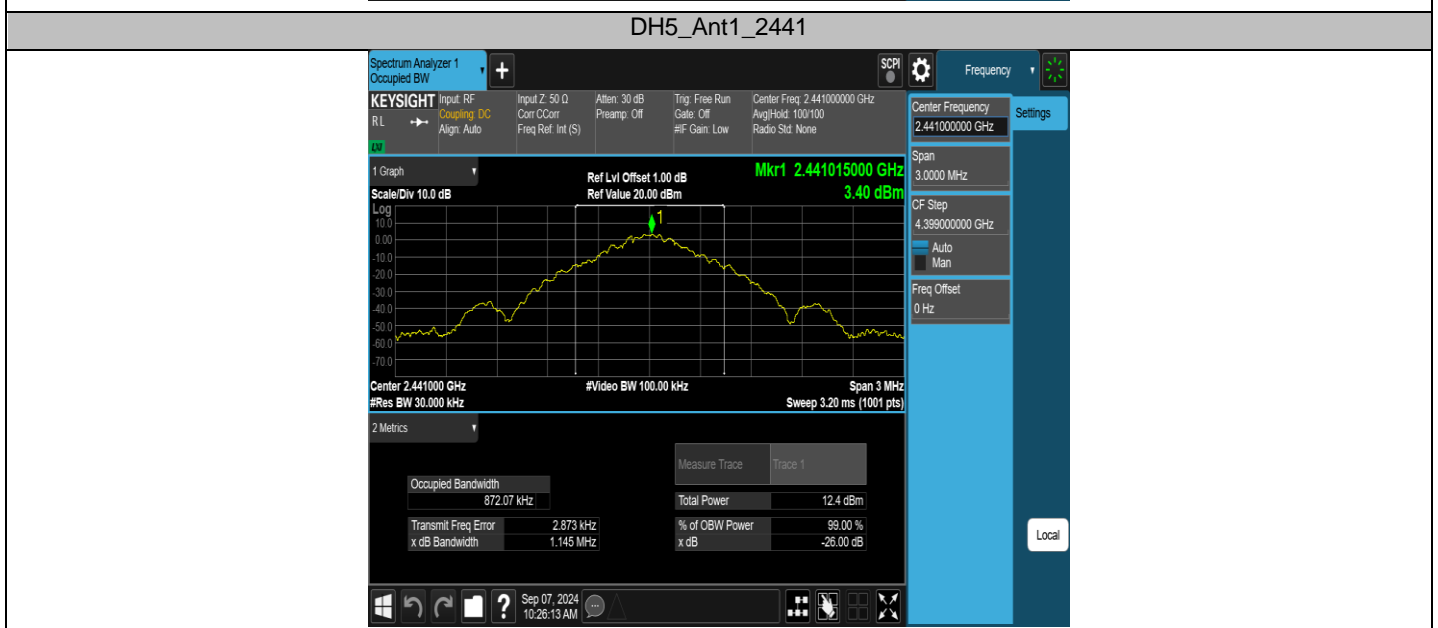 DH5_Ant1_2441
Spectrum Analyzer 1
Occupied BW
SCPI
Frequency
KEYSIGHT
RL
LXI
Input: RF
Coupling: DC
Align: Auto
Input Z: 50 Ω
Corr CCorr
Freq Ref: Int (S)
Atten: 30 dB
Preamp: Off
Trig: Free Run
Gate: Off
#IF Gain: Low
Center Freq: 2.441000000 GHz
Avg|Hold: 100/100
Radio Std: None
Center Frequency
2.441000000 GHz
Settings
Span
3.0000 MHz
CF Step
4.399000000 GHz
Auto
Man
Freq Offset
0 Hz
1 Graph
Scale/Div 10.0 dB
Ref Lvl Offset 1.00 dB
Ref Value 20.00 dBm
Mkr1 2.441015000 GHz
3.40 dBm
Log
10.0
0.00
-10.0
-20.0
-30.0
-40.0
-50.0
-60.0
-70.0
1
Center 2.441000 GHz
#Res BW 30.000 kHz
#Video BW 100.00 kHz
Span 3 MHz
Sweep 3.20 ms (1001 pts)
2 Metrics
Measure Trace Trace 1
Occupied Bandwidth
872.07 kHz
Total Power 12.4 dBm
Transmit Freq Error 2.873 kHz
% of OBW Power 99.00 %
x dB Bandwidth 1.145 MHz
x dB -26.00 dB
Local
?
Sep 07, 2024
10:26:13 AM